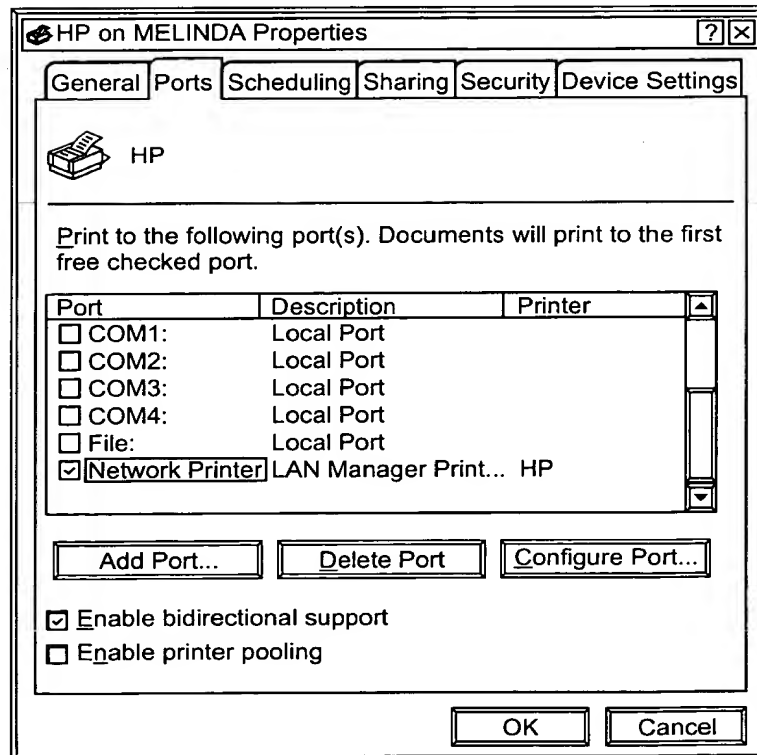 HP on MELINDA Properties ? ×
General Ports Scheduling Sharing Security Device Settings
HP
Print to the following port(s). Documents will print to the first
free checked port.
Port Description Printer
COM1: Local Port
COM2: Local Port
COM3: Local Port
COM4: Local Port
File: Local Port
Network Printer LAN Manager Print... HP
Add Port... Delete Port Configure Port...
Enable bidirectional support
Enable printer pooling
OK Cancel